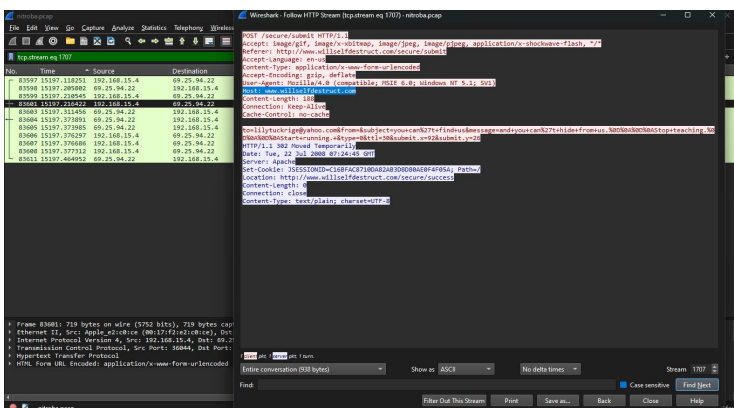 nitroba.pcap
File Edit View Go Capture Analyze Statistics Telephony Wireless
tcp.stream eq 1707
No. Time Source Destination
83597 15197.118251 192.168.15.4 69.25.94.22
83598 15197.205802 69.25.94.22 192.168.15.4
83599 15197.210545 192.168.15.4 69.25.94.22
83601 15197.216422 192.168.15.4 69.25.94.22
83603 15197.311456 69.25.94.22 192.168.15.4
83604 15197.373891 69.25.94.22 192.168.15.4
83605 15197.373985 69.25.94.22 192.168.15.4
83606 15197.376297 192.168.15.4 69.25.94.22
83607 15197.376686 192.168.15.4 69.25.94.22
83608 15197.377312 192.168.15.4 69.25.94.22
83611 15197.464952 69.25.94.22 192.168.15.4
Frame 83601: 719 bytes on wire (5752 bits), 719 bytes capt
Ethernet II, Src: Apple_e2:c0:ce (00:17:f2:e2:c0:ce), Dst
Internet Protocol Version 4, Src: 192.168.15.4, Dst: 69.2
Transmission Control Protocol, Src Port: 36044, Dst Port:
Hypertext Transfer Protocol
HTML Form URL Encoded: application/x-www-form-urlencoded
nitroba.pcap
Wireshark - Follow HTTP Stream (tcp.stream eq 1707) - nitroba.pcap
POST /secure/submit HTTP/1.1
Accept: image/gif, image/x-xbitmap, image/jpeg, image/pjpeg, application/x-shockwave-flash, */*
Referer: http://www.willselfdestruct.com/secure/submit
Accept-Language: en-us
Content-Type: application/x-www-form-urlencoded
Accept-Encoding: gzip, deflate
User-Agent: Mozilla/4.0 (compatible; MSIE 6.0; Windows NT 5.1; SV1)
Host: www.willselfdestruct.com
Content-Length: 188
Connection: Keep-Alive
Cache-Control: no-cache
to=lilytuckrige@yahoo.com&from=&subject=you+can%27t+find+us&message=and+you+can%27t+hide+from+us.%0D%0A%0D%0AStop+teaching.%0
D%0A%0D%0AStart+running.+&type=0&ttl=30&submit.x=92&submit.y=26
HTTP/1.1 302 Moved Temporarily
Date: Tue, 22 Jul 2008 07:24:45 GMT
Server: Apache
Set-Cookie: JSESSIONID=C16BFAC8710DA82AB3D8D80AE0F4F05A; Path=/
Location: http://www.willselfdestruct.com/secure/success
Content-Length: 0
Connection: close
Content-Type: text/plain; charset=UTF-8
1 client pkt, 1 server pkt, 1 turn.
Entire conversation (938 bytes) Show as ASCII No delta times Stream 1707
Find: Case sensitive Find Next
Filter Out This Stream Print Save as... Back Close Help